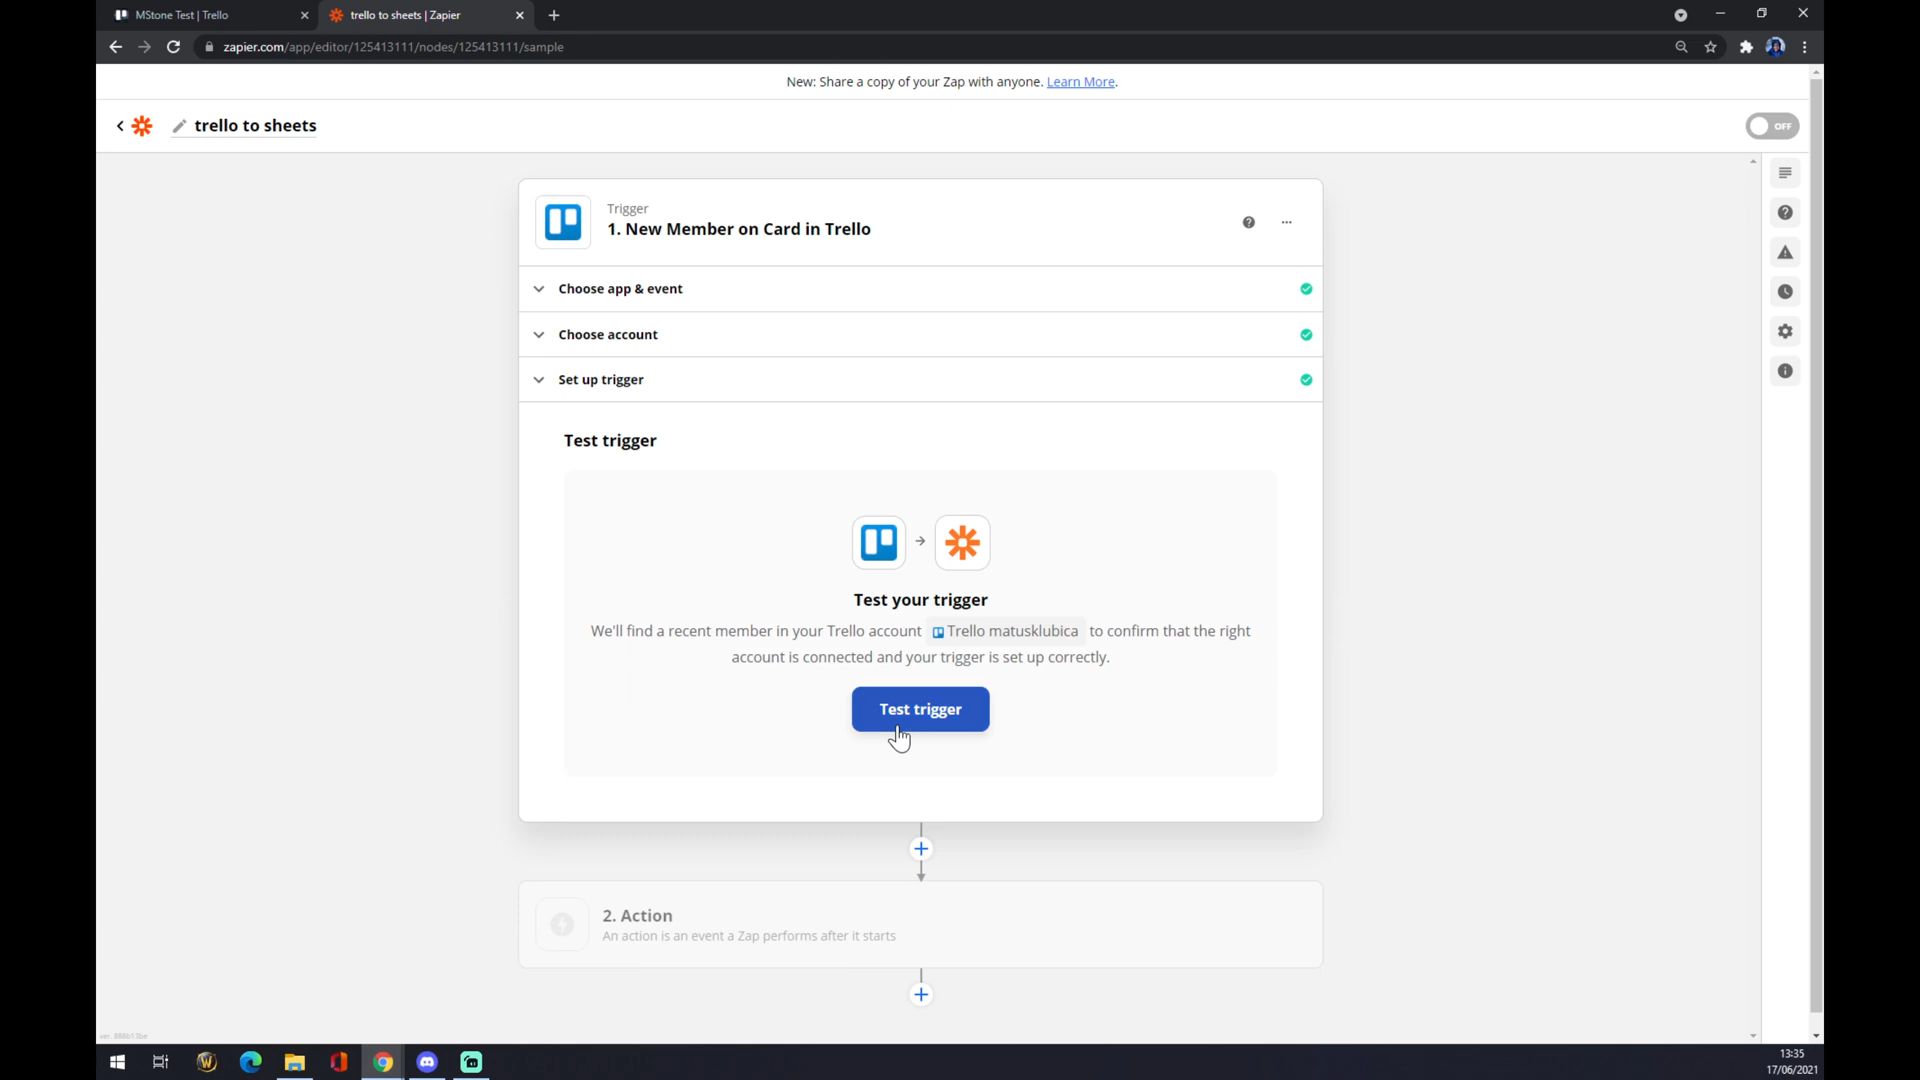 MStone Test | Trello
trello to sheets | Zapier
zapier.com/app/editor/125413111/nodes/125413111/sample
New: Share a copy of your Zap with anyone. Learn More.
trello to sheets
OFF
Trigger
1. New Member on Card in Trello
Choose app & event
Choose account
Set up trigger
Test trigger
Test your trigger
We'll find a recent member in your Trello account Trello matusklubica to confirm that the right
account is connected and your trigger is set up correctly.
Test trigger
2. Action
An action is an event a Zap performs after it starts
13:35
17/06/2021